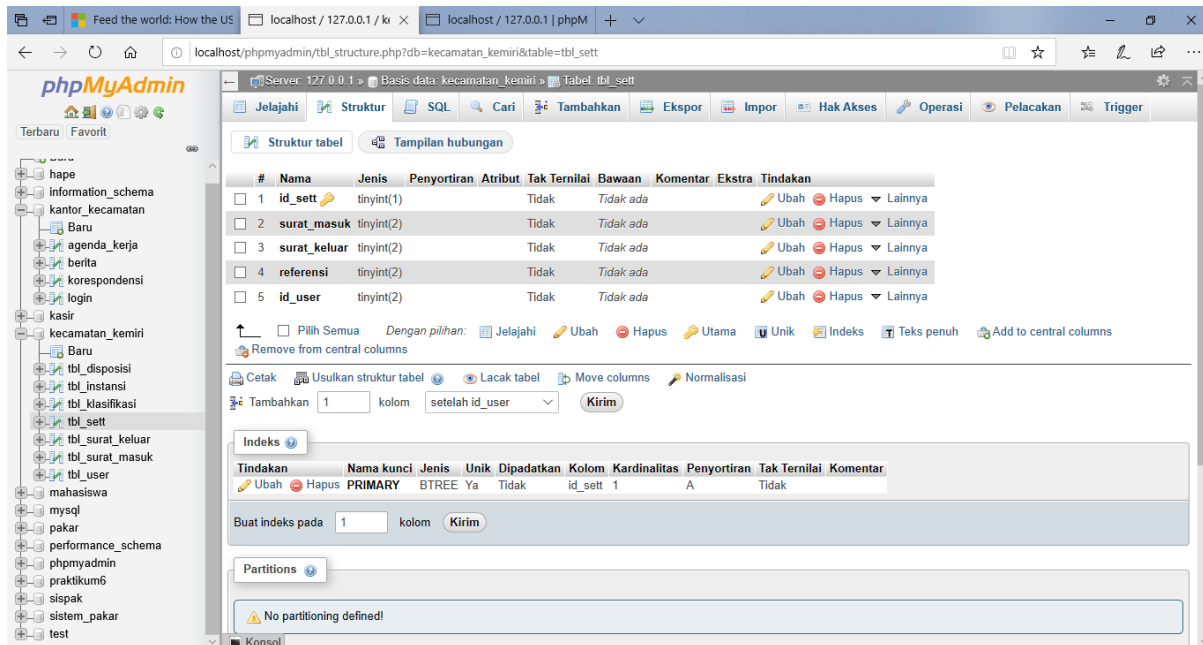 Feed the world: How the US
localhost / 127.0.0.1 / ke
localhost / 127.0.0.1 | phpM
localhost/phpmyadmin/tbl_structure.php?db=kecamatan_kemiri&table=tbl_sett
phpMyAdmin
Terbaru Favorit
hape
information_schema
kantor_kecamatan
Baru
agenda_kerja
berita
korespondensi
login
kasir
kecamatan_kemiri
Baru
tbl_disposisi
tbl_instansi
tbl_klasifikasi
tbl_sett
tbl_surat_keluar
tbl_surat_masuk
tbl_user
mahasiswa
mysql
pakar
performance_schema
phpmyadmin
praktikum6
sispak
sistem_pakar
test
Server: 127.0.0.1 » Basis data: kecamatan_kemiri » Tabel: tbl_sett
Jelajahi Struktur SQL Cari Tambahkan Ekspor Impor Hak Akses Operasi Pelacakan Trigger
Struktur tabel Tampilan hubungan
# Nama Jenis Penyortiran Atribut Tak Ternilai Bawaan Komentar Ekstra Tindakan
1 id_sett tinyint(1) Tidak Tidak ada Ubah Hapus Lainnya
2 surat_masuk tinyint(2) Tidak Tidak ada Ubah Hapus Lainnya
3 surat_keluar tinyint(2) Tidak Tidak ada Ubah Hapus Lainnya
4 referensi tinyint(2) Tidak Tidak ada Ubah Hapus Lainnya
5 id_user tinyint(2) Tidak Tidak ada Ubah Hapus Lainnya
Pilih Semua Dengan pilihan: Jelajahi Ubah Hapus Utama Unik Indeks Teks penuh Add to central columns
Remove from central columns
Cetak Usulkan struktur tabel Lacak tabel Move columns Normalisasi
Tambahkan 1 kolom setelah id_user Kirim
Indeks
Tindakan Nama kunci Jenis Unik Dipadatkan Kolom Kardinalitas Penyortiran Tak Ternilai Komentar
Ubah Hapus PRIMARY BTREE Ya Tidak id_sett 1 A Tidak
Buat indeks pada 1 kolom Kirim
Partitions
No partitioning defined!
Konsol